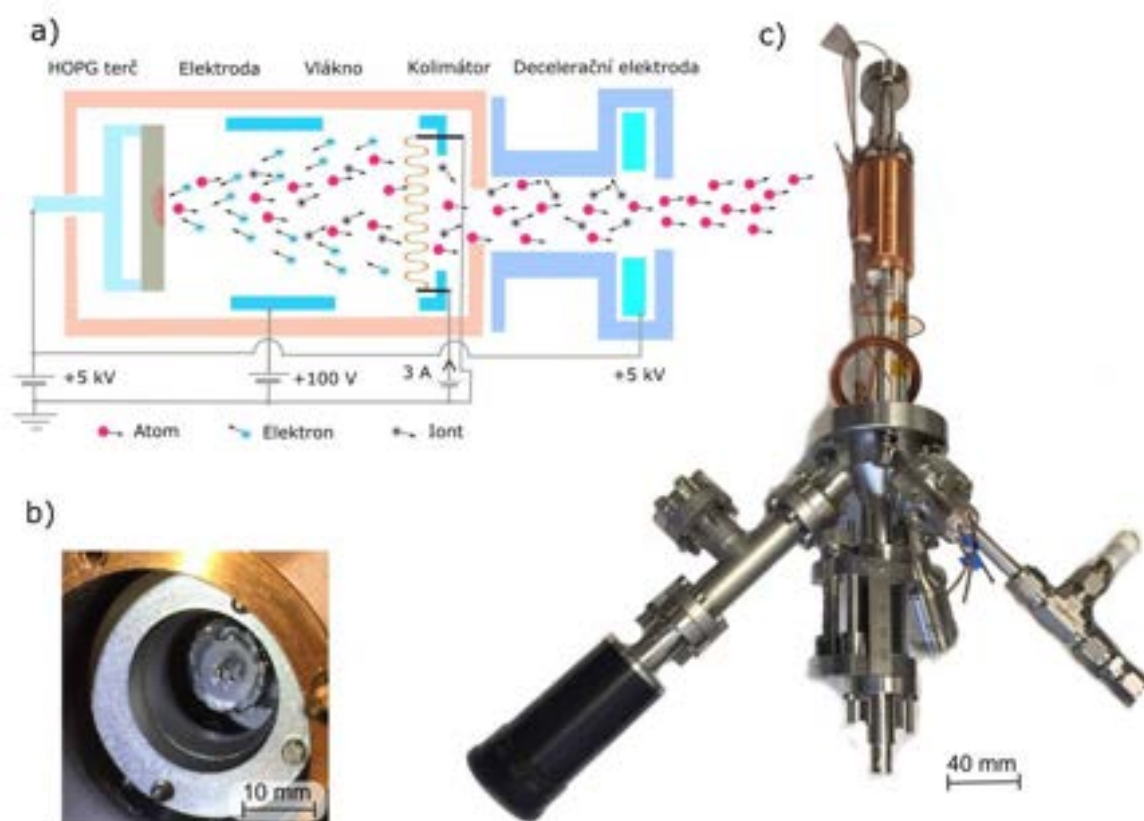 a)
c)
HOPG terč Elektroda Vlákno Kolimátor Decelerační elektroda
+5 kV +100 V 3 A +5 kV
Atom Elektron Iont
b)
10 mm
40 mm